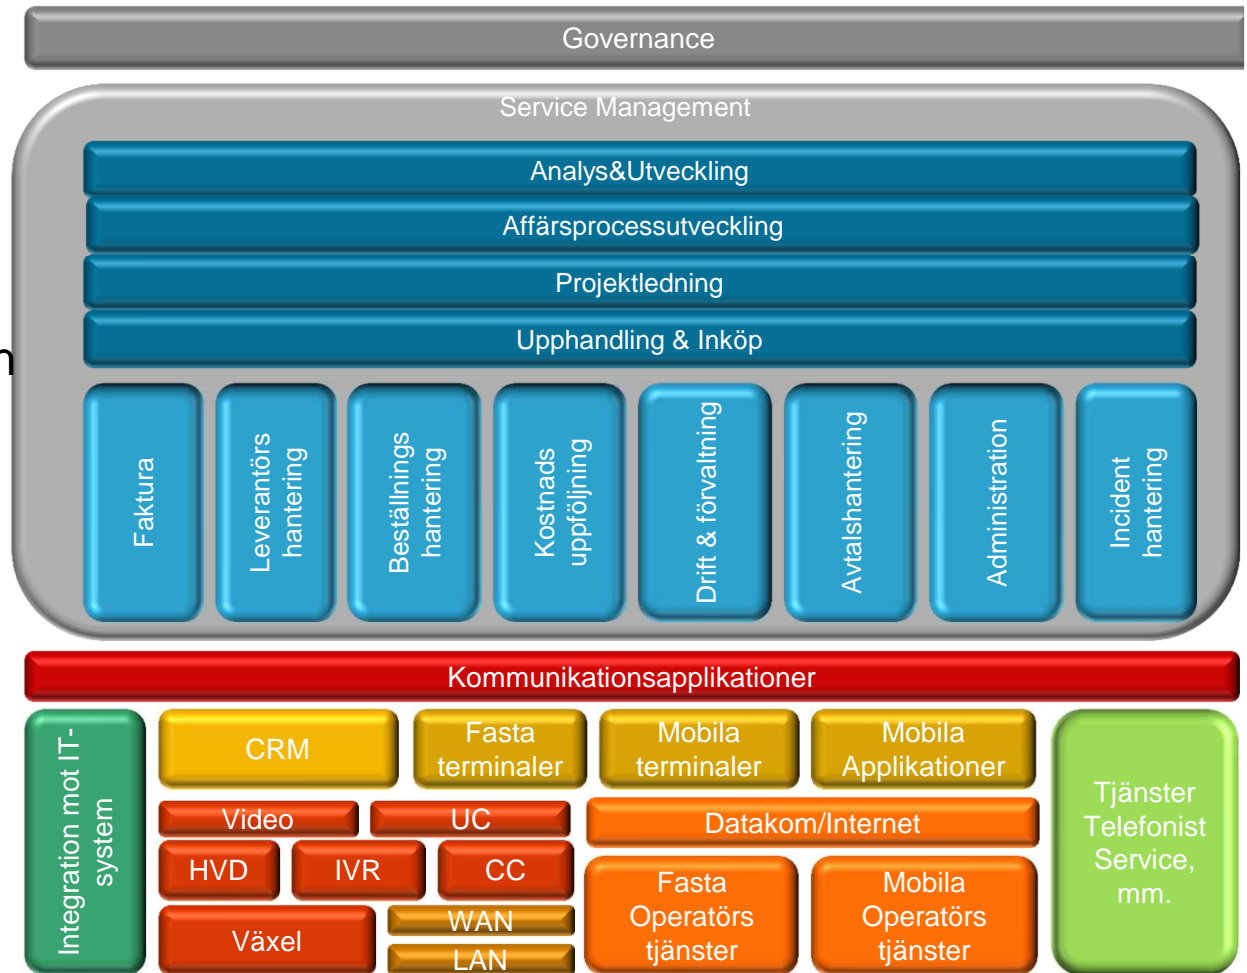 Governance
Service Management
Analys&Utveckling
Affärsprocessutveckling
Projektledning
Upphandling & Inköp
n
Faktura
Leverantörs
hantering
Beställnings
hantering
Kostnads
uppföljning
Drift & förvaltning
Avtalshantering
Administration
Incident
hantering
Kommunikationsapplikationer
Integration mot IT-
system
CRM
Fasta
terminaler
Mobila
terminaler
Mobila
Applikationer
Tjänster
Telefonist
Service,
mm.
Video
UC
Datakom/Internet
HVD
IVR
CC
Fasta
Operatörs
tjänster
Mobila
Operatörs
tjänster
Växel
WAN
LAN